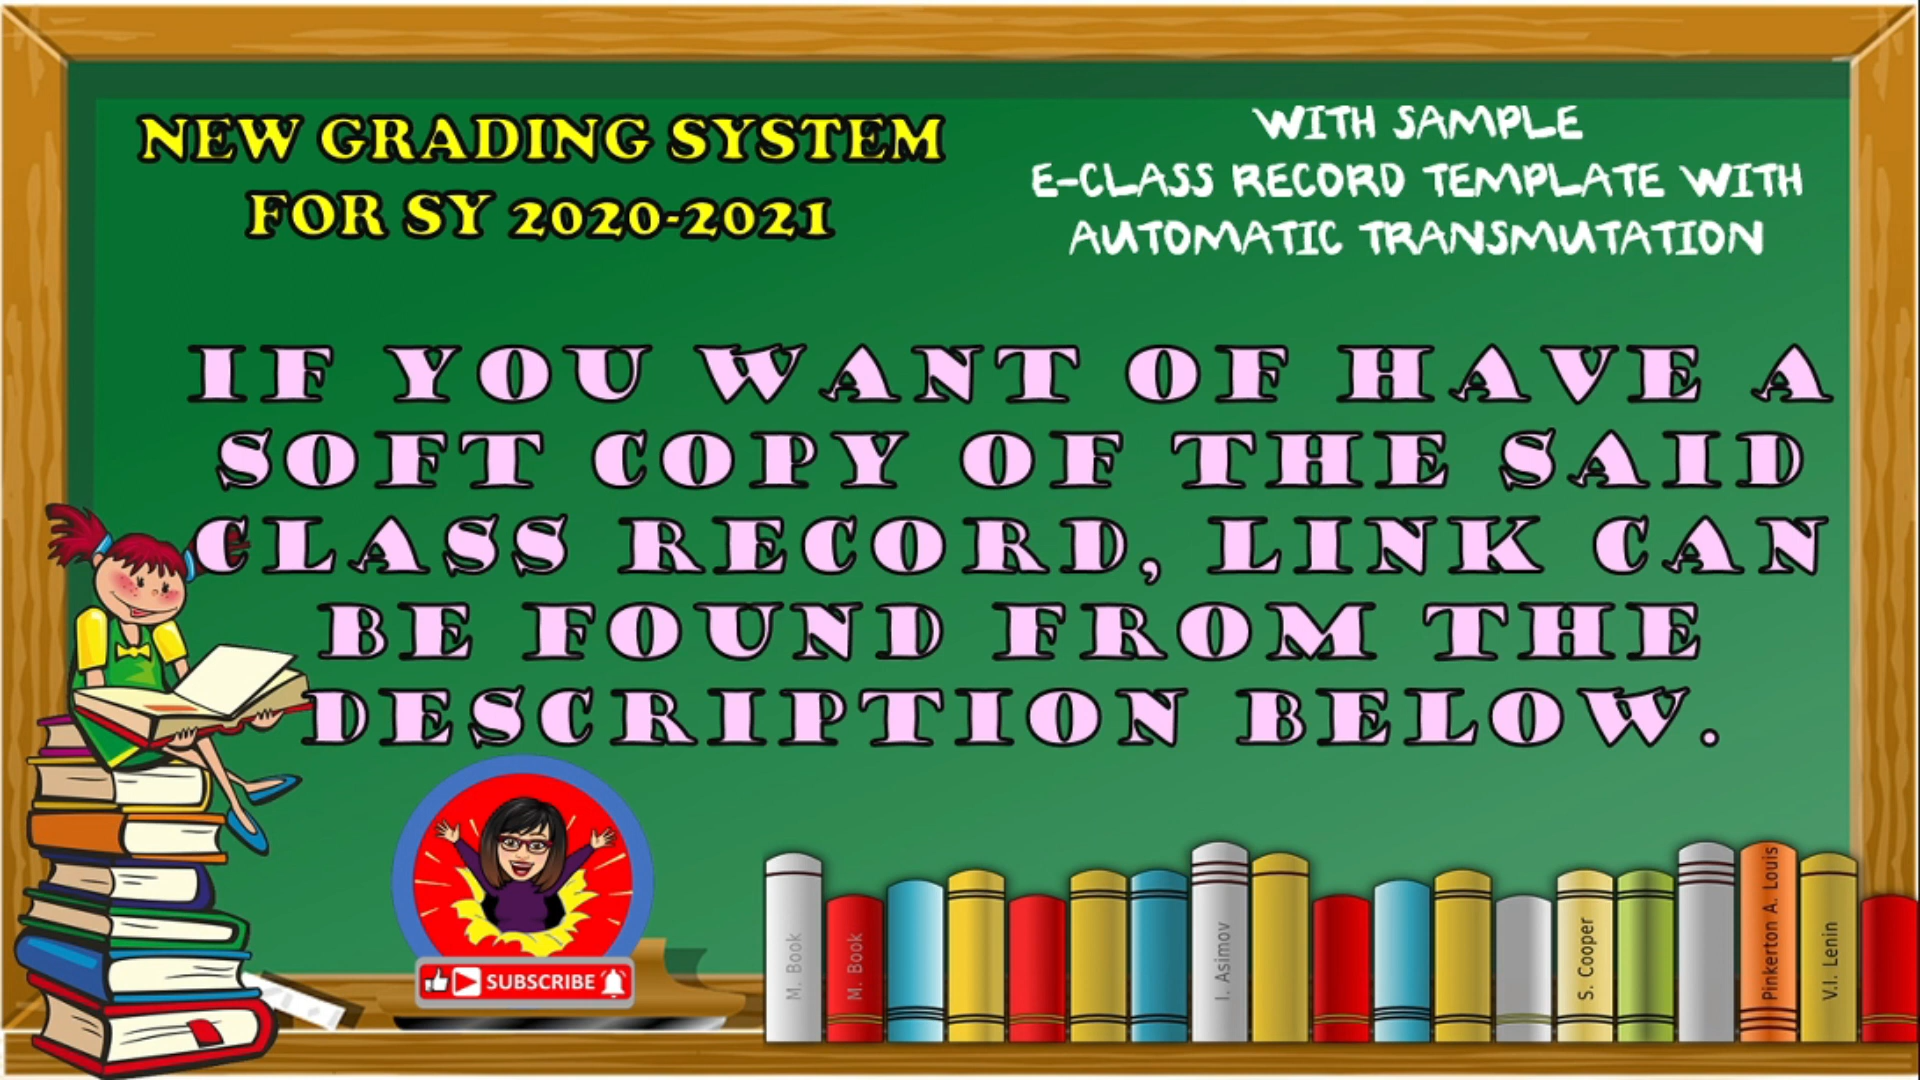 NEW GRADING SYSTEM
FOR SY 2020-2021
WITH SAMPLE
E-CLASS RECORD TEMPLATE WITH
AUTOMATIC TRANSMUTATION
IF YOU WANT OF HAVE A
SOFT COPY OF THE SAID
CLASS RECORD, LINK CAN
BE FOUND FROM THE
DESCRIPTION BELOW.
SUBSCRIBE
M. Book
M. Book
I. Asimov
S. Cooper
Pinkerton A. Louis
V.I. Lenin